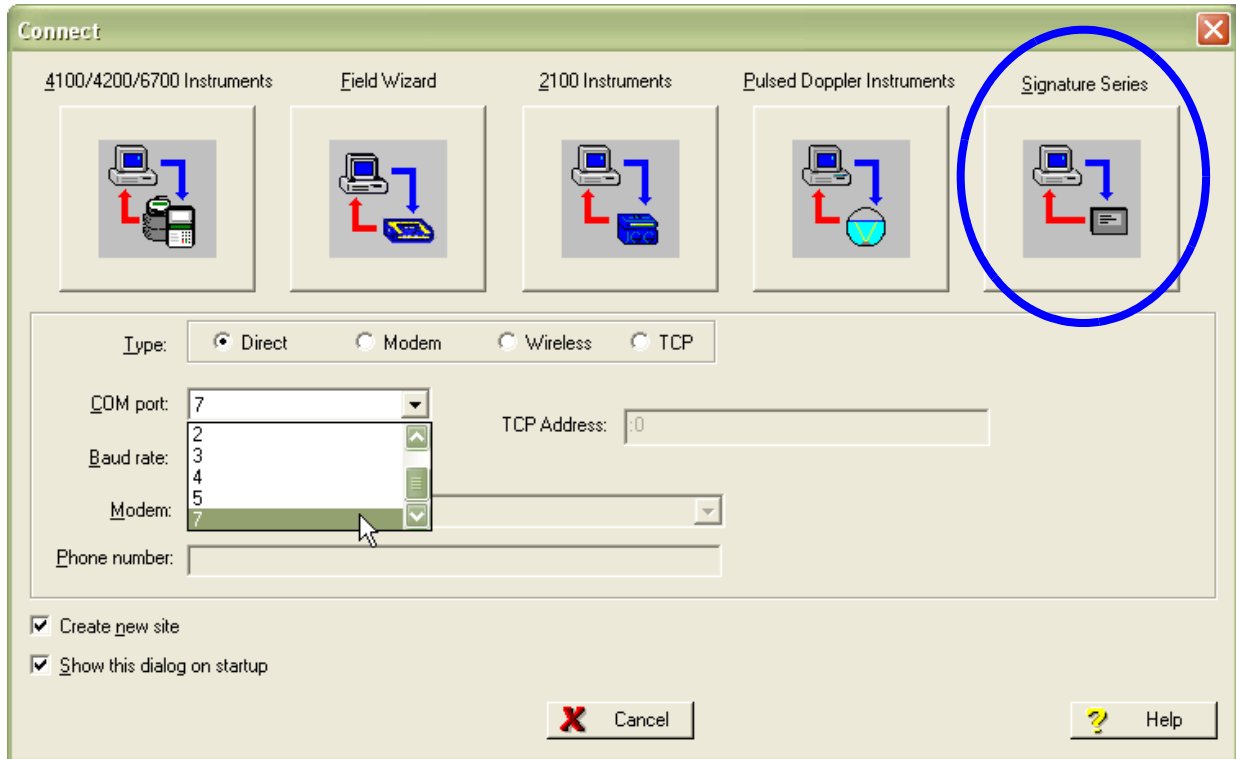 Connect
4100/4200/6700 Instruments
Field Wizard
2100 Instruments
Pulsed Doppler Instruments
Signature Series
Type:
Direct
Modem
Wireless
TCP
COM port:
7
2
3
4
5
7
TCP Address:
:0
Baud rate:
Modem:
Phone number:
Create new site
Show this dialog on startup
Cancel
Help